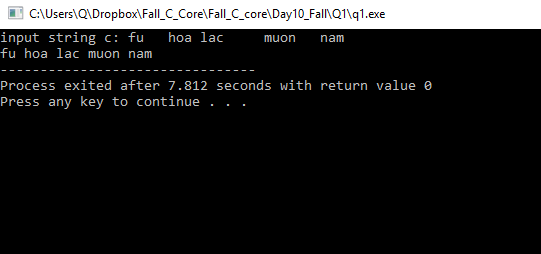 C:\Users\Q\Dropbox\Fall_C_Core\Fall_C_core\Day10_Fall\Q1\q1.exe
input string c: fu   hoa lac     muon   nam
fu hoa lac muon nam
--------------------------------
Process exited after 7.812 seconds with return value 0
Press any key to continue . . .